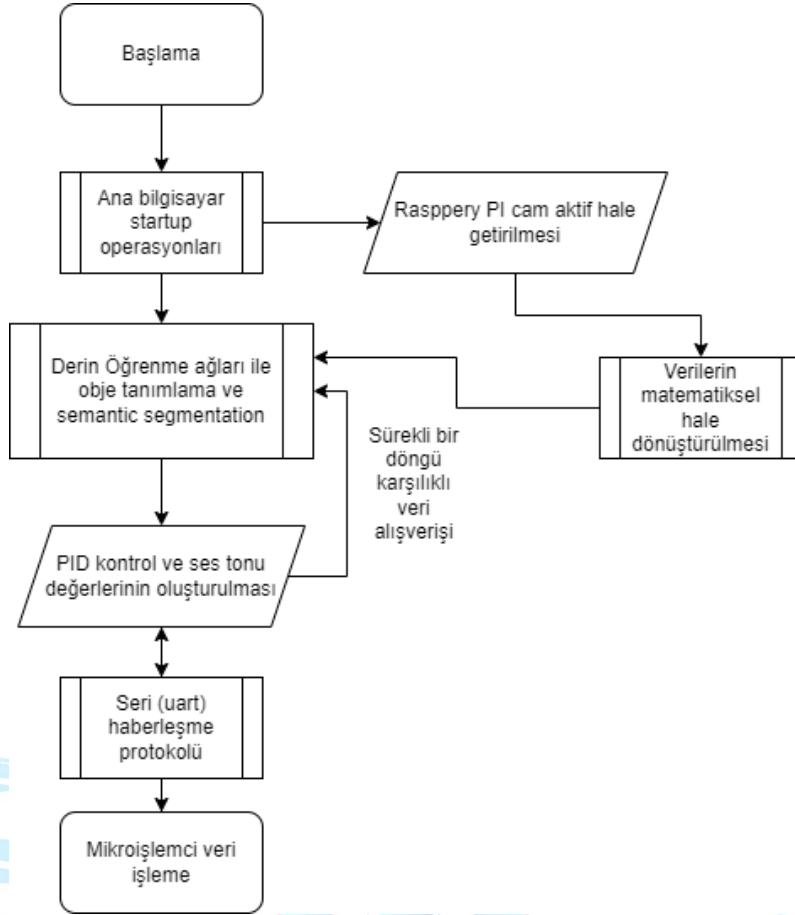 Başlama
Ana bilgisayar
startup
operasyonları
Rasppery PI cam aktif hale
getirilmesi
Derin Öğrenme ağları ile
obje tanımlama ve
semantic segmentation
Verilerin
matematiksel
hale
dönüştürülmesi
Sürekli bir
döngü
karşılıklı
veri
alışverişi
PID kontrol ve ses tonu
değerlerinin oluşturulması
Seri (uart)
haberleşme
protokolü
Mikroişlemci veri
işleme